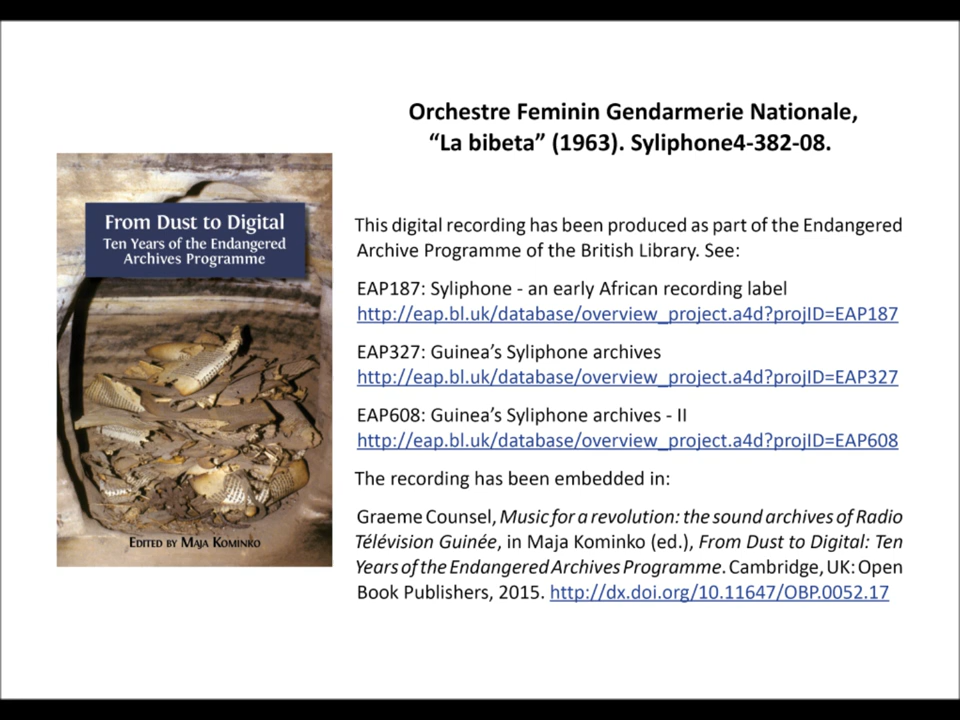 Orchestre Feminin Gendarmerie Nationale,
“La bibeta” (1963). Syliphone4-382-08.
From Dust to Digital
Ten Years of the Endangered
Archives Programme
EDITED BY MAJA KOMINKO
This digital recording has been produced as part of the Endangered
Archive Programme of the British Library. See:
EAP187: Syliphone - an early African recording label
http://eap.bl.uk/database/overview_project.a4d?projID=EAP187
EAP327: Guinea’s Syliphone archives
http://eap.bl.uk/database/overview_project.a4d?projID=EAP327
EAP608: Guinea’s Syliphone archives - II
http://eap.bl.uk/database/overview_project.a4d?projID=EAP608
The recording has been embedded in:
Graeme Counsel, Music for a revolution: the sound archives of Radio
Télévision Guinée, in Maja Kominko (ed.), From Dust to Digital: Ten
Years of the Endangered Archives Programme. Cambridge, UK: Open
Book Publishers, 2015. http://dx.doi.org/10.11647/OBP.0052.17